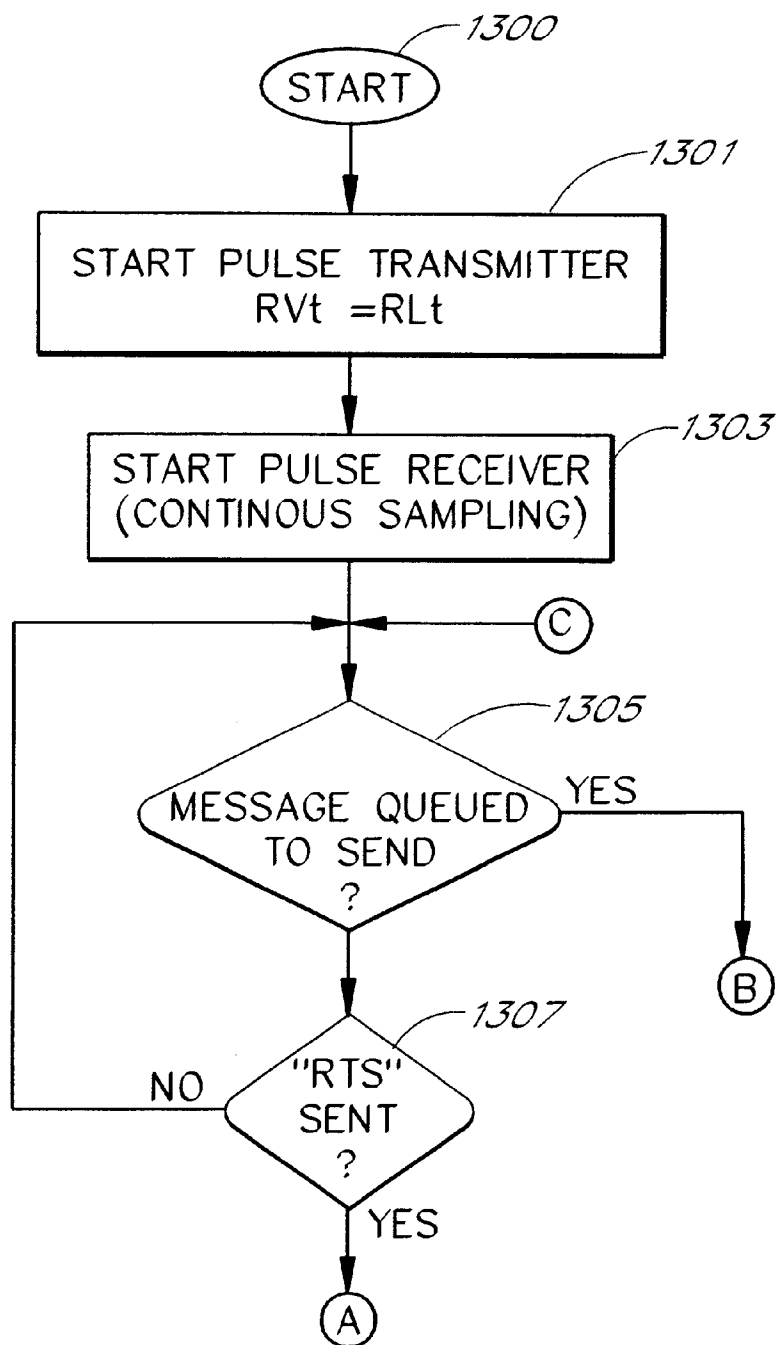 1300
START
1301
START PULSE TRANSMITTER
RVt =RLt
1303
START PULSE RECEIVER
(CONTINOUS SAMPLING)
C
1305
MESSAGE QUEUED
TO SEND
?
YES
B
1307
"RTS"
SENT
?
NO
YES
A